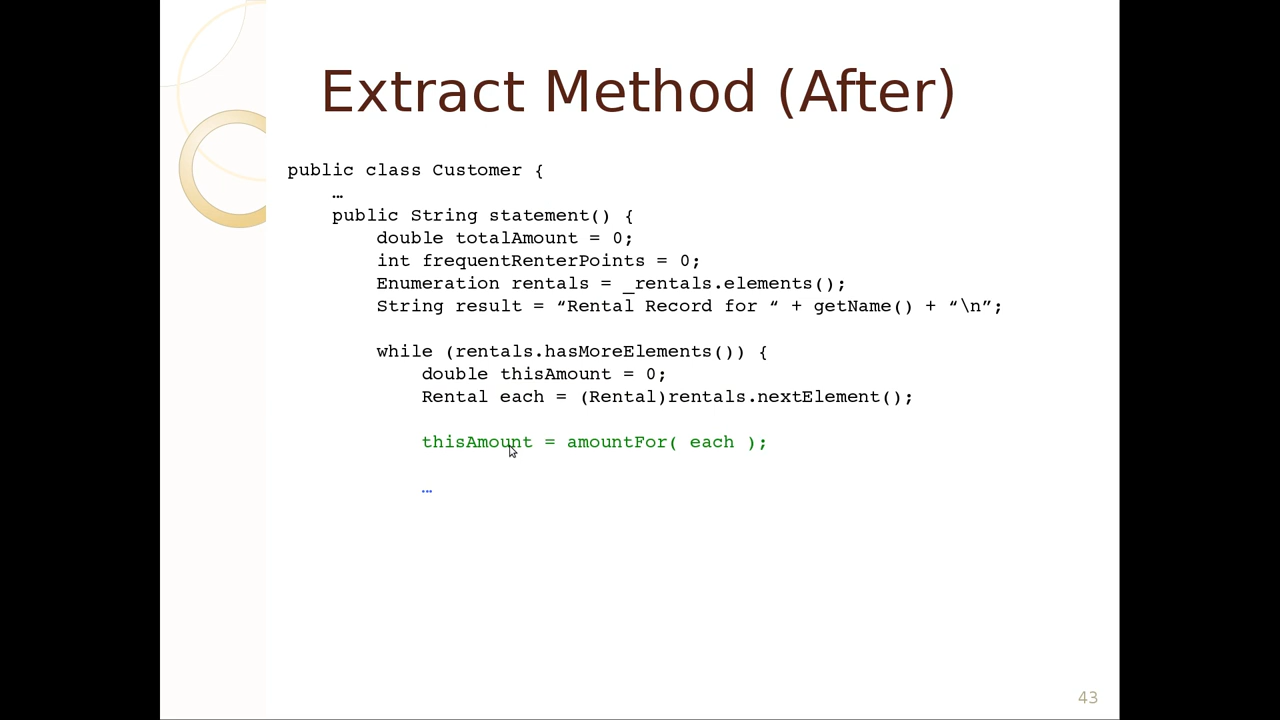 Extract Method (After)
public class Customer {
…
public String statement() {
double totalAmount = 0;
int frequentRenterPoints = 0;
Enumeration rentals = _rentals.elements();
String result = “Rental Record for “ + getName() + “\n”;
while (rentals.hasMoreElements()) {
double thisAmount = 0;
Rental each = (Rental)rentals.nextElement();
thisAmount = amountFor( each );
…
43